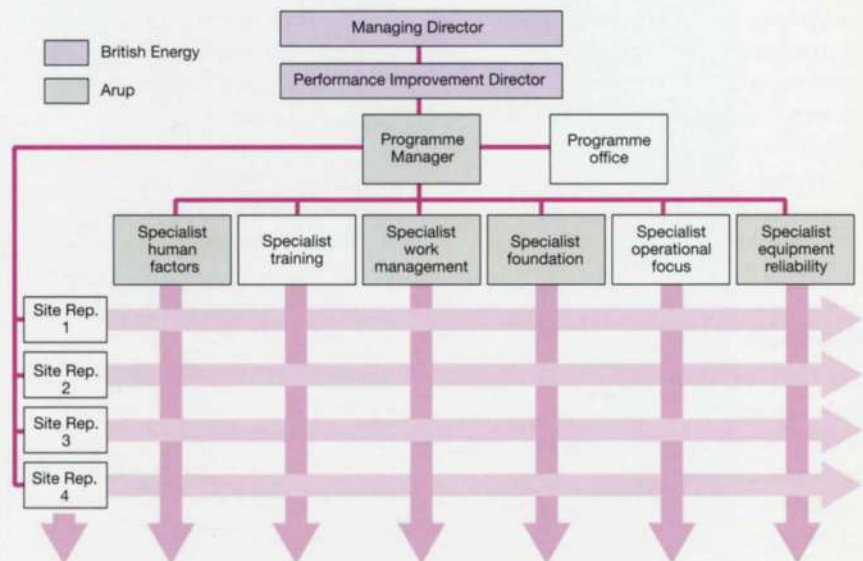 British Energy
Arup
Managing Director
Performance Improvement Director
Programme
Manager
Programme
office
Specialist
human
factors
Specialist
training
Specialist
work
management
Specialist
foundation
Specialist
operational
focus
Specialist
equipment
reliability
Site Rep.
1
Site Rep.
2
Site Rep.
3
Site Rep.
4